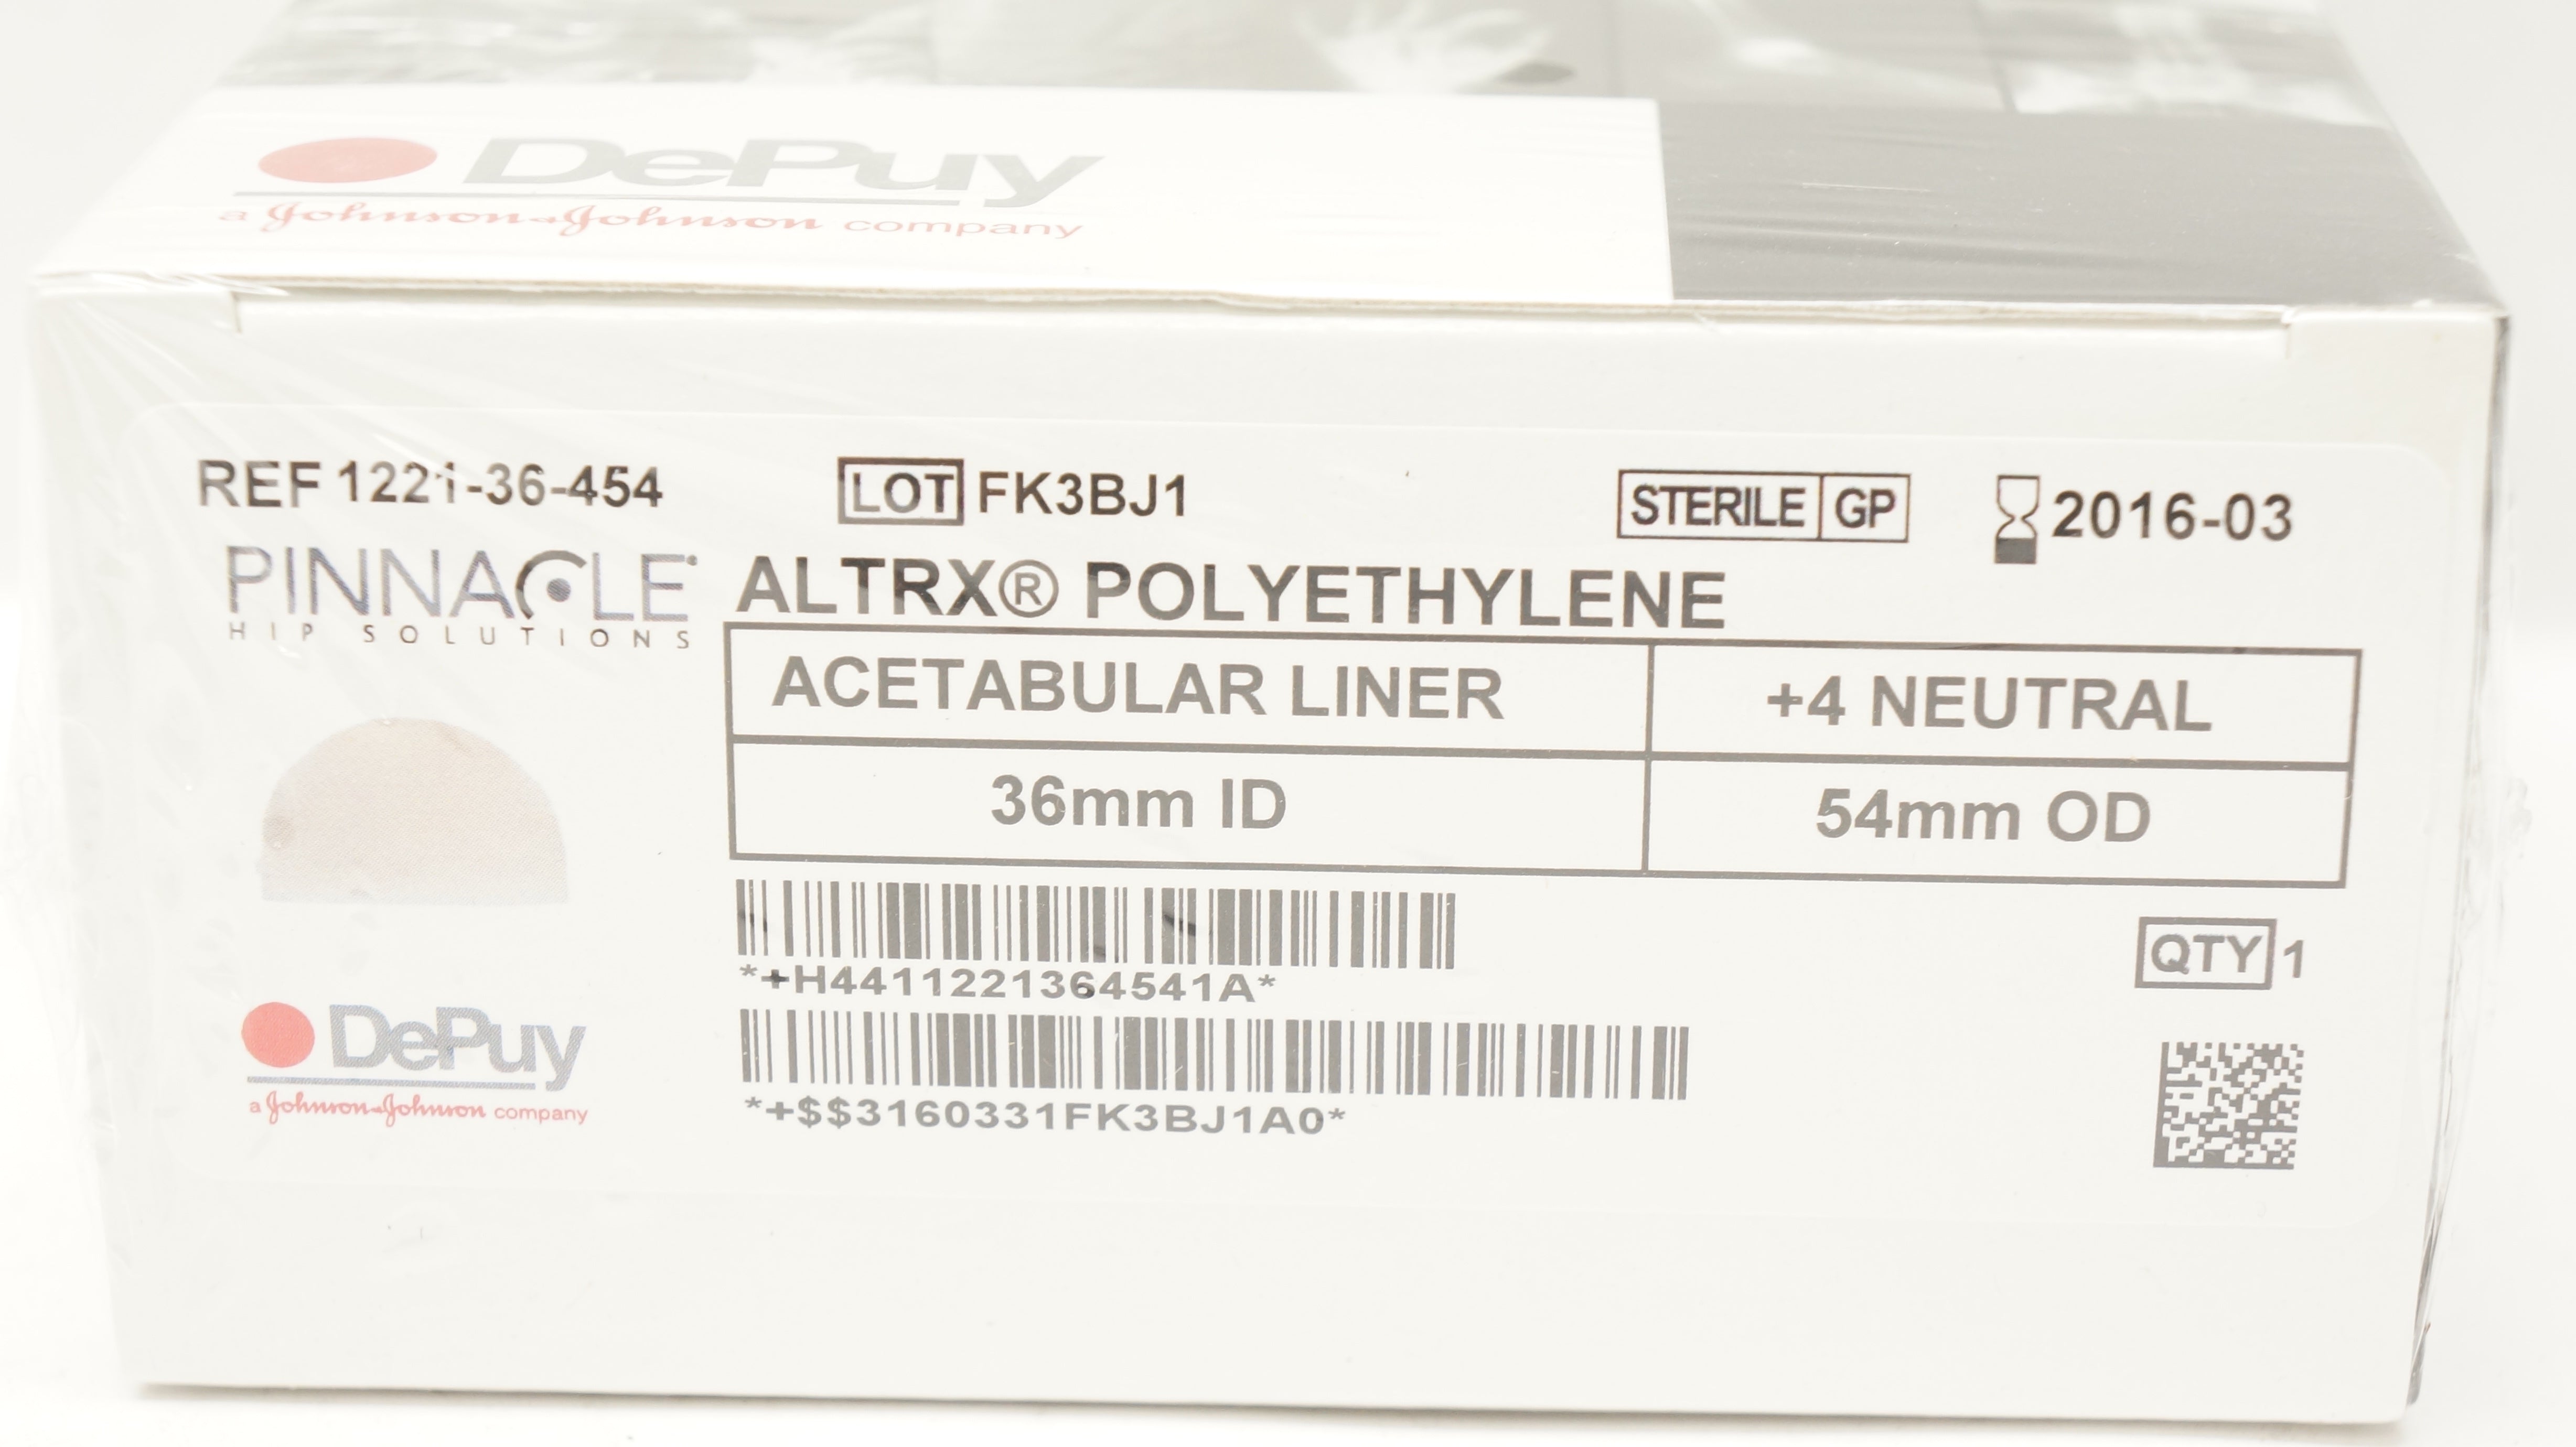 DePuy
a Johnson & Johnson company
REF 1221-36-454
LOT FK3BJ1
STERILE GP
2016-03
PINNACLE®
HIP SOLUTIONS
ALTRX® POLYETHYLENE
ACETABULAR LINER
+4 NEUTRAL
36mm ID
54mm OD
*+H4411221364541A*
QTY 1
*+$$3160331FK3BJ1A0*
DePuy
a Johnson & Johnson company